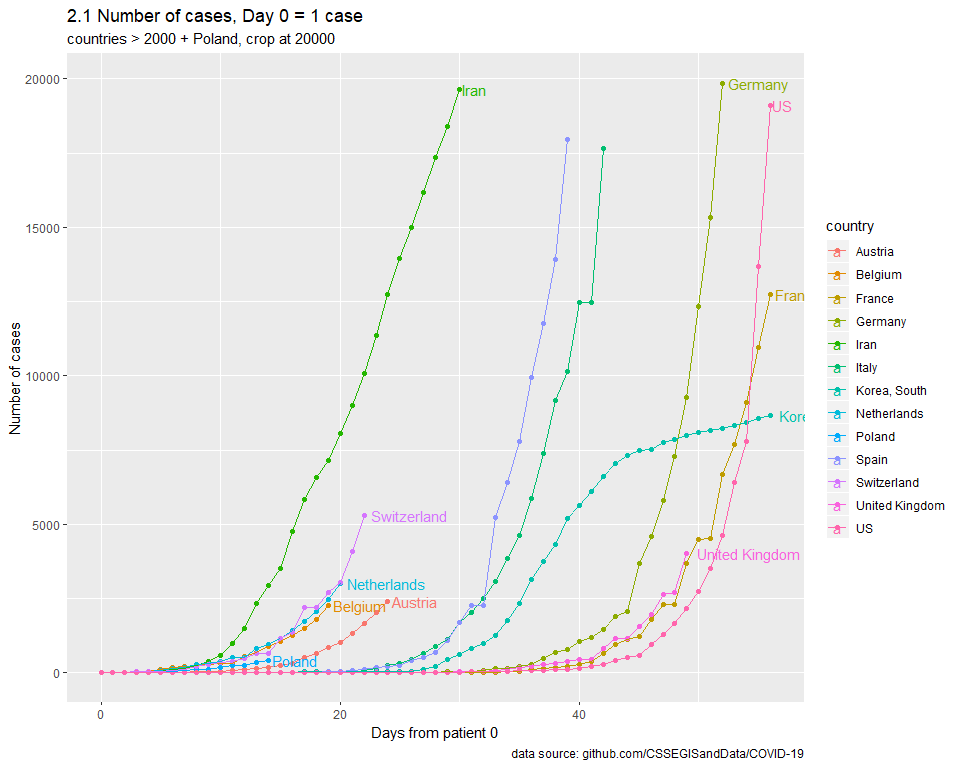 2.1 Number of cases, Day 0 = 1 case
countries > 2000 + Poland, crop at 20000
20000
15000
10000
5000
0
Number of cases
Iran
Germany
US
Fran
Kore
Switzerland
United Kingdom
Netherlands
Belgium
Austria
Poland
0 20 40
Days from patient 0
country
a Austria
a Belgium
a France
a Germany
a Iran
a Italy
a Korea, South
a Netherlands
a Poland
a Spain
a Switzerland
a United Kingdom
a US
data source: github.com/CSSEGISandData/COVID-19